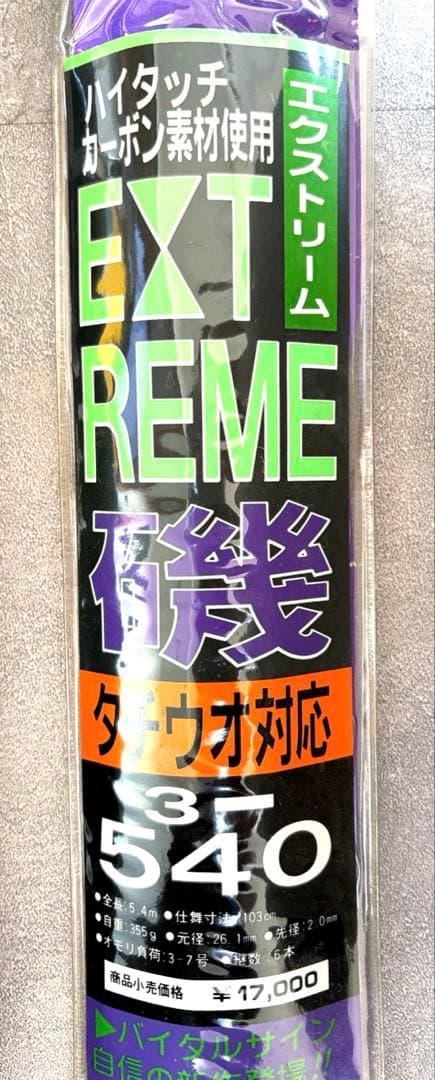 ハイタッチ
カーボン素材使用
エクストリーム
EXT
REME
磯
タチウオ対応
3-
540
●全長:5.4m ●仕舞寸法:103cm
●自重:355g ●元径:26.1mm ●先径:2.0mm
●オモリ負荷:3-7号 ●継数:6本
商品小売価格 ¥17,000
▶バイタルサイン
自信の新作登場!!